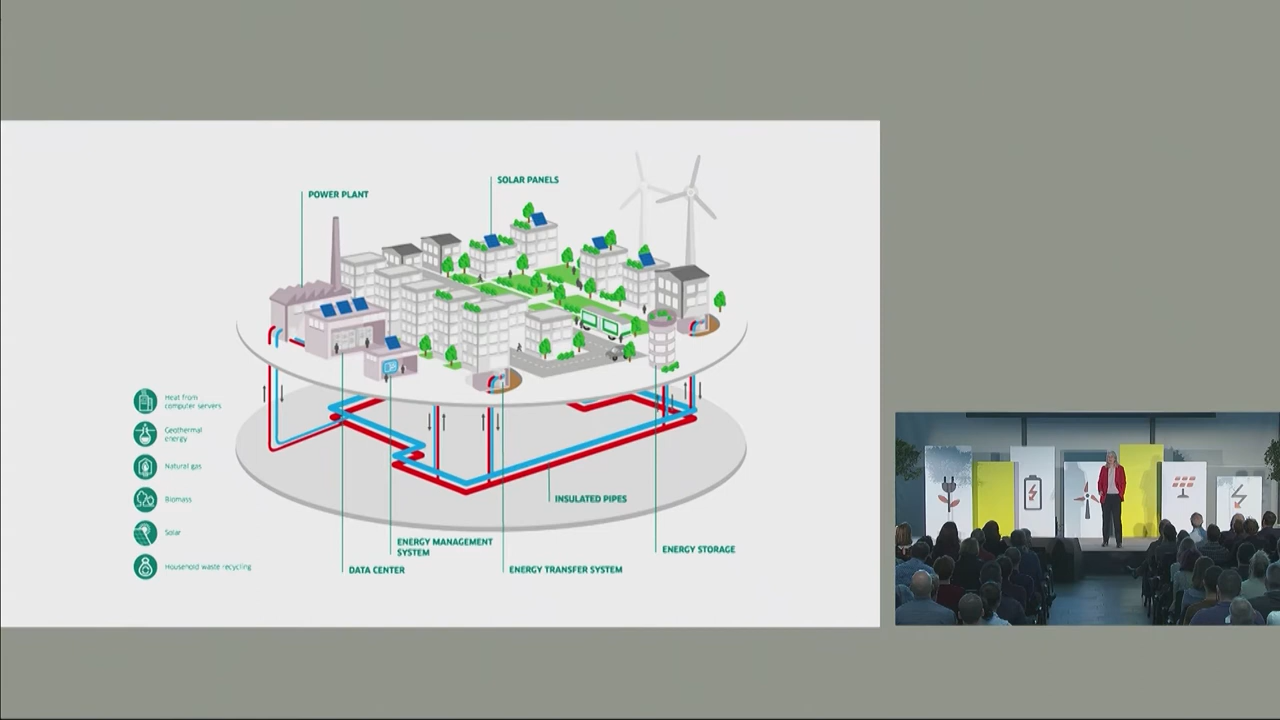 SOLAR PANELS
POWER PLANT
Heat from
computer servers
Geothermal
energy
Natural gas
Biomass
Solar
Household waste recycling
INSULATED PIPES
ENERGY MANAGEMENT
SYSTEM
ENERGY STORAGE
DATA CENTER
ENERGY TRANSFER SYSTEM